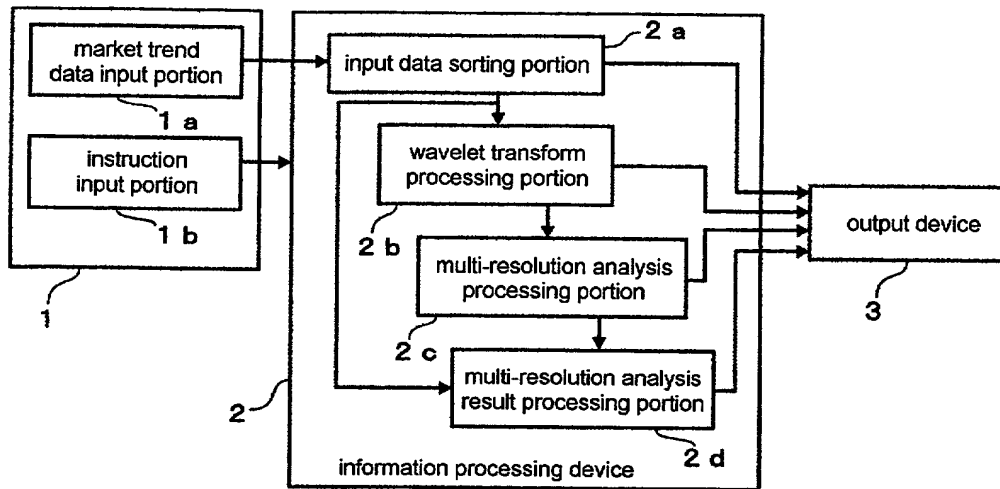 market trend
data input portion
1 a
instruction
input portion
1 b
1
2 a
input data sorting portion
wavelet transform
processing portion
2 b
multi-resolution analysis
processing portion
2 c
multi-resolution analysis
result processing portion
2 d
2
information processing device
output device
3